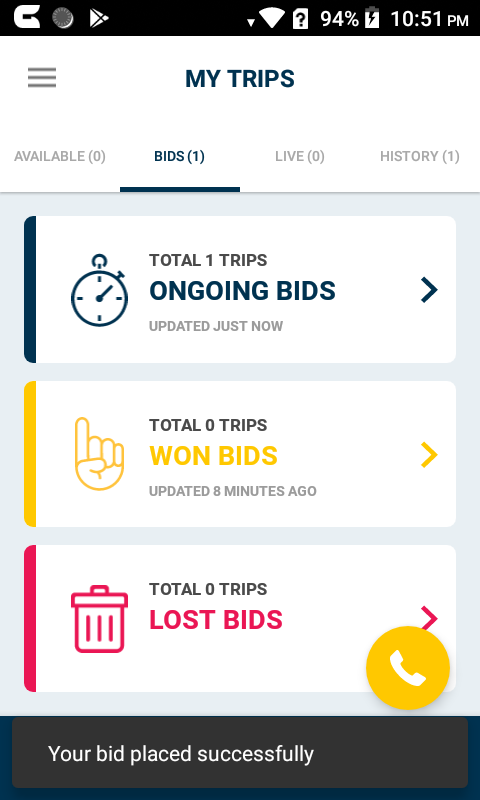 94% 10:51 PM
MY TRIPS
AVAILABLE (0) BIDS (1) LIVE (0) HISTORY (1)
TOTAL 1 TRIPS
ONGOING BIDS
UPDATED JUST NOW
TOTAL 0 TRIPS
WON BIDS
UPDATED 8 MINUTES AGO
TOTAL 0 TRIPS
LOST BIDS
Your bid placed successfully